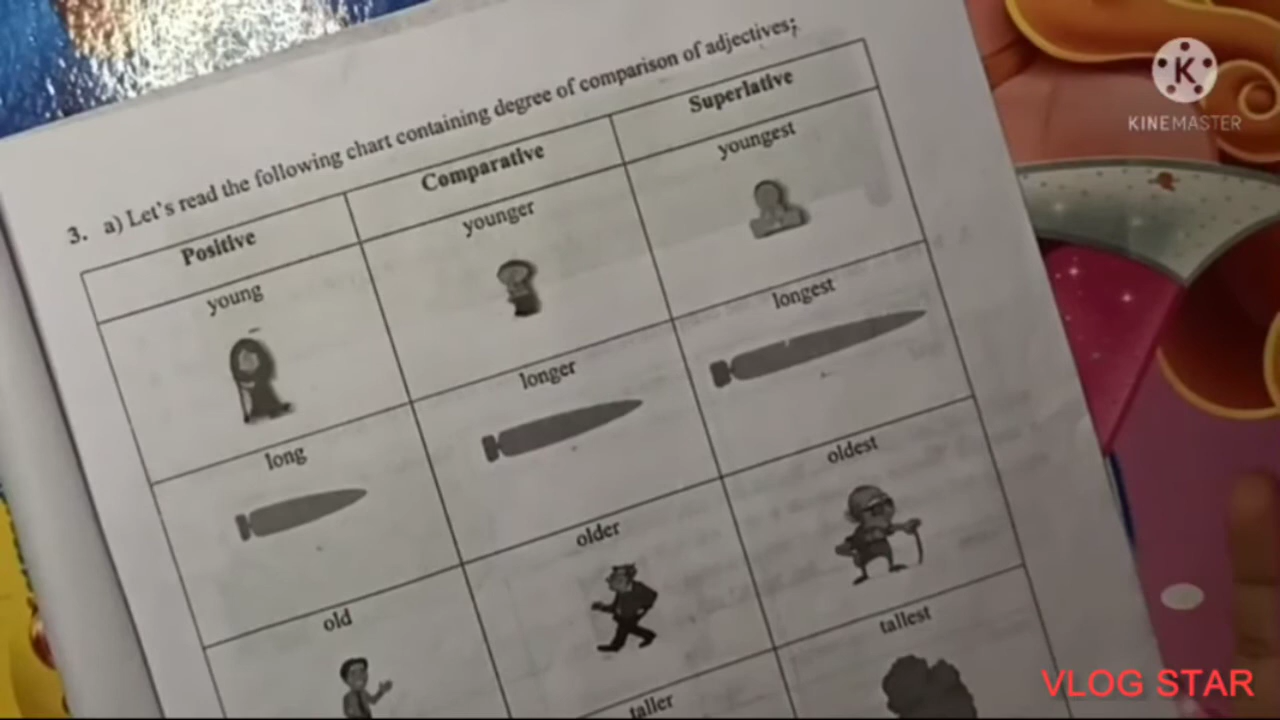 3. a) Let's read the following chart containing degree of comparison of adjectives;
Positive Comparative Superlative
young younger youngest
long longer longest
old older oldest
taller tallest
KINEMASTER
VLOG STAR